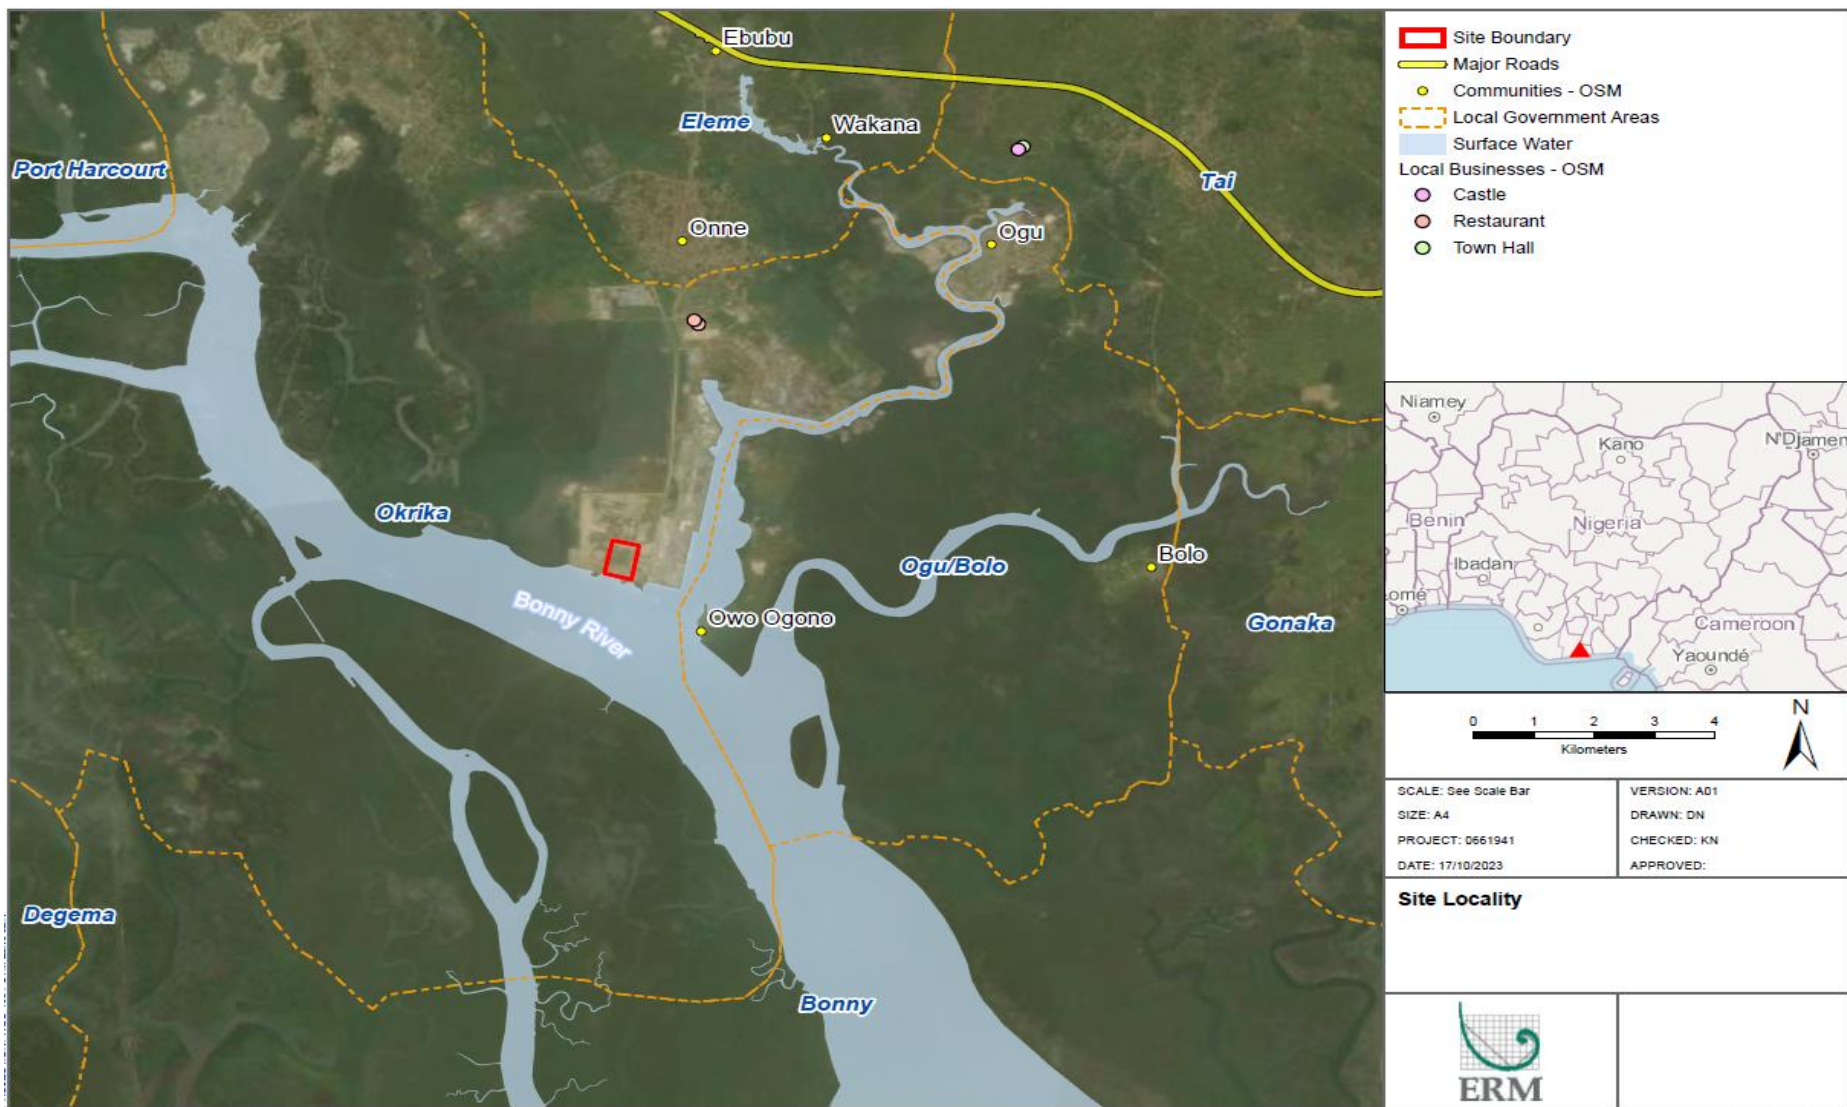 Ebubu
Eleme
Wakana
Port Harcourt
Tai
Onne
Ogu
Okrika
Ogu/Bolo
Bolo
Bonny River
Owo Ogono
Gonaka
Degema
Bonny
Site Boundary
Major Roads
Communities - OSM
Local Government Areas
Surface Water
Local Businesses - OSM
Castle
Restaurant
Town Hall
Niamey
Kano
N'Djamen
Benin
Nigeria
Ibadan
omé
Cameroon
Yaoundé
0 1 2 3 4
Kilometers
N
SCALE: See Scale Bar
VERSION: A01
SIZE: A4
DRAWN: DN
PROJECT: 0661941
CHECKED: KN
DATE: 17/10/2023
APPROVED:
Site Locality
ERM